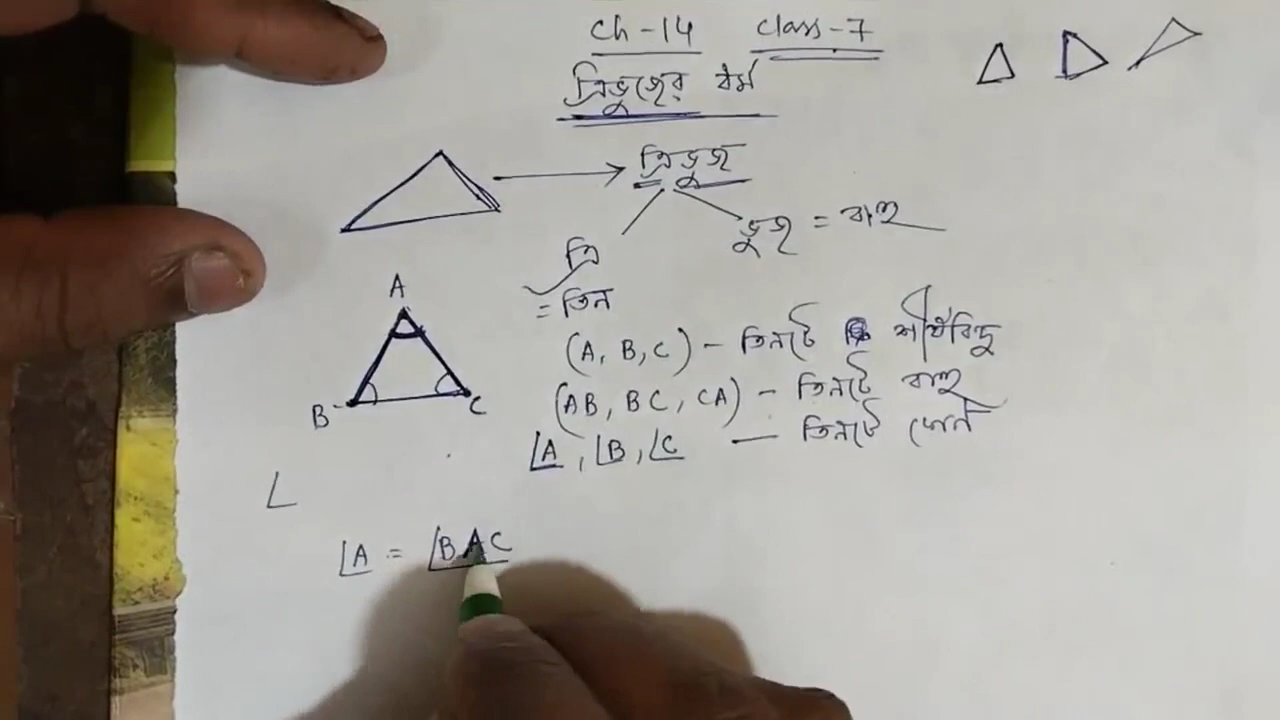 Ch-14 Class-7
ত্রিভুজের ধর্ম
ত্রিভুজ
ত্রি
ভুজ = বাহু
= তিন
A
B
C
(A, B, C) - তিনটে শীর্ষবিন্দু
(AB, BC, CA) - তিনটে বাহু
∠A, ∠B, ∠C - তিনটে কোন
∠
∠A = ∠BAC